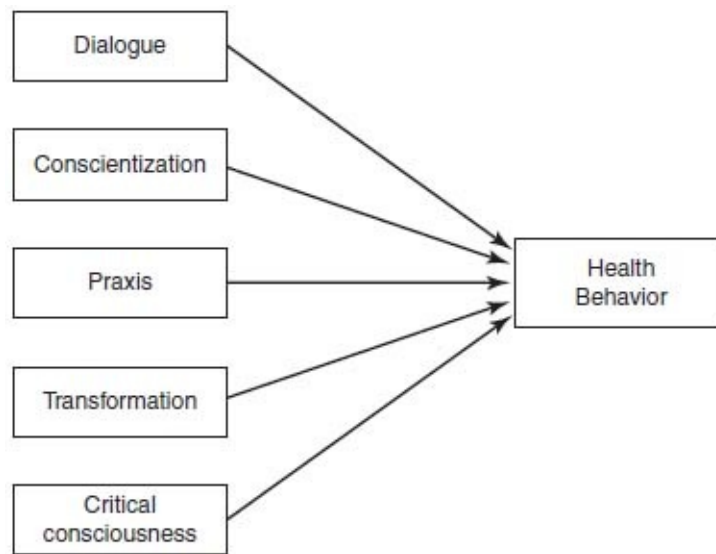 Dialogue
Conscientization
Praxis
Transformation
Critical
consciousness
Health
Behavior